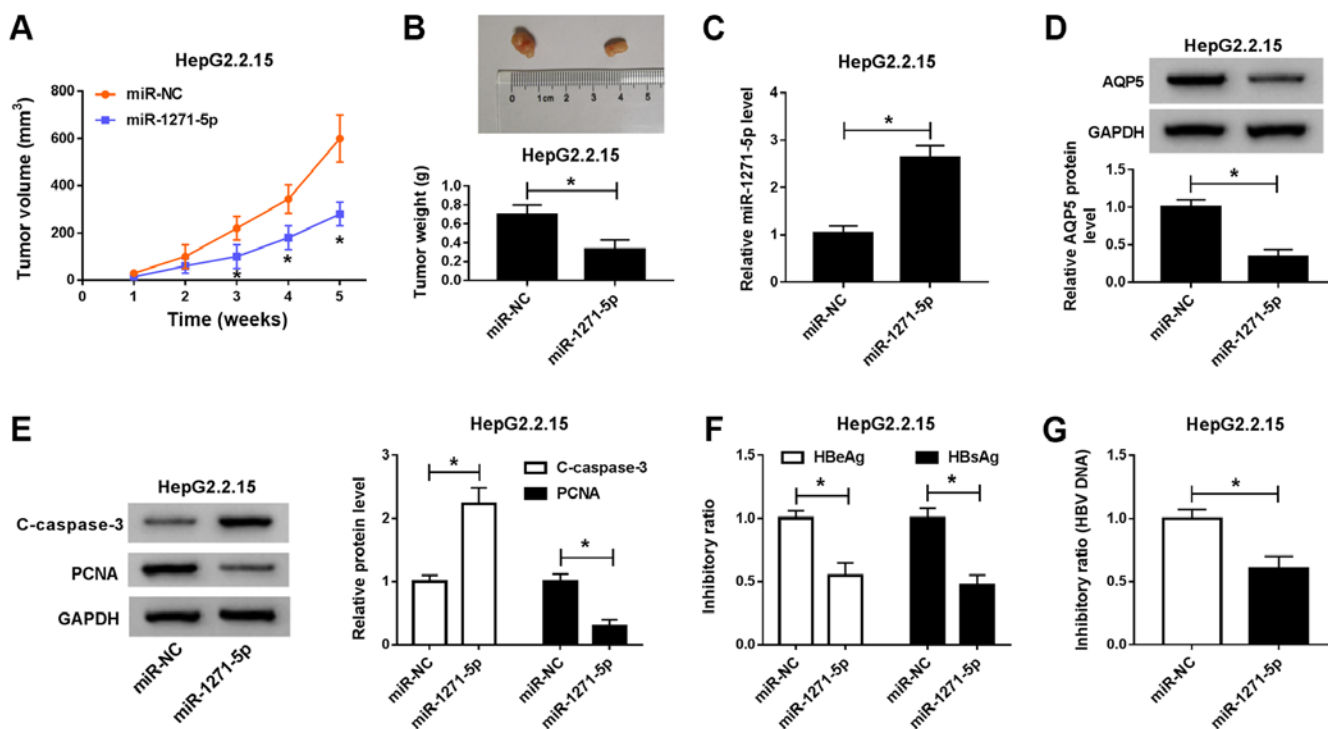 A
HepG2.2.15
miR-NC
miR-1271-5p
Tumor volume (mm³)
800
600
400
200
0
0 1 2 3 4 5
* * *
Time (weeks)
B
0 1cm 2 3 4 5
HepG2.2.15
Tumor weight (g)
1.0
0.8
0.6
0.4
0.2
0.0
*
miR-NC
miR-1271-5p
C
HepG2.2.15
Relative miR-1271-5p level
4
3
2
1
0
*
miR-NC
miR-1271-5p
D
HepG2.2.15
AQP5
GAPDH
Relative AQP5 protein
level
1.5
1.0
0.5
0.0
*
miR-NC
miR-1271-5p
E
HepG2.2.15
C-caspase-3
PCNA
GAPDH
miR-NC
miR-1271-5p
HepG2.2.15
C-caspase-3
PCNA
Relative protein level
3
2
1
0
* *
miR-NC
miR-1271-5p
miR-NC
miR-1271-5p
F
HepG2.2.15
HBeAg HBsAg
Inhibitory ratio
1.5
1.0
0.5
0.0
* *
miR-NC
miR-1271-5p
miR-NC
miR-1271-5p
G
HepG2.2.15
Inhibitory ratio (HBV DNA)
1.5
1.0
0.5
0.0
*
miR-NC
miR-1271-5p